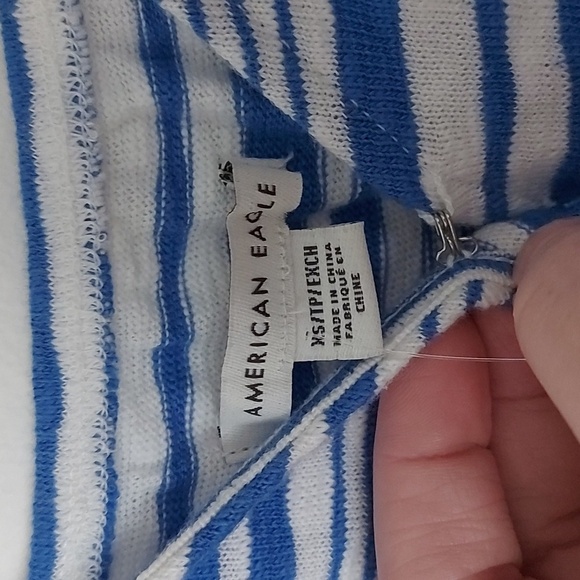 AMERICAN EAGLE
XS/TP/EXCH
MADE IN CHINA
FABRIQUÉ EN
CHINE